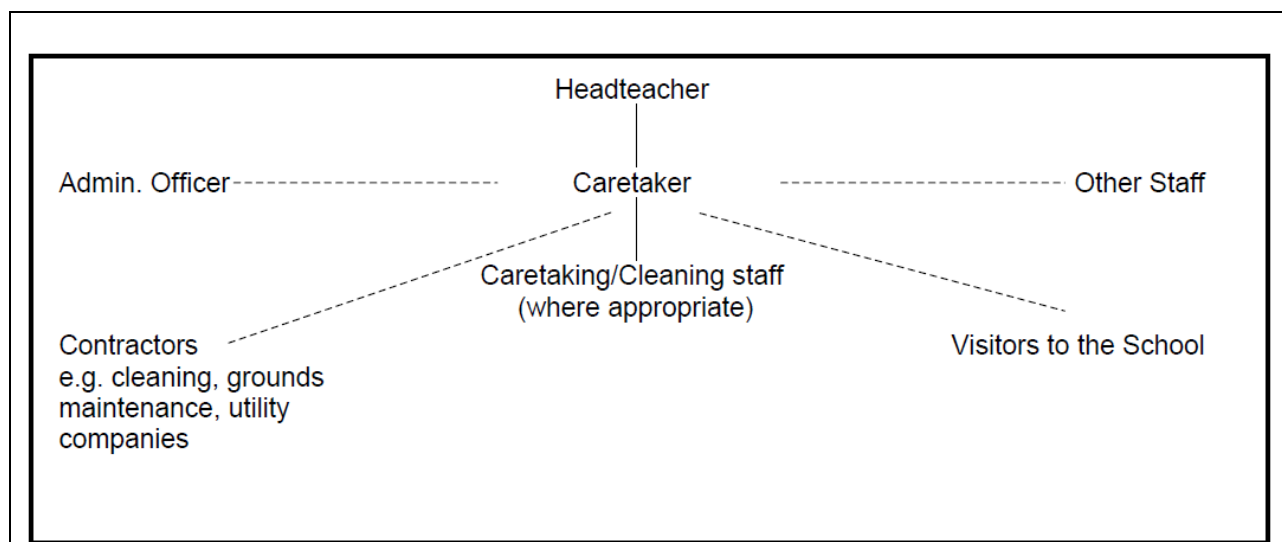 Headteacher
Admin. Officer
Caretaker
Other Staff
Caretaking/Cleaning staff
(where appropriate)
Contractors
e.g. cleaning, grounds
maintenance, utility
companies
Visitors to the School